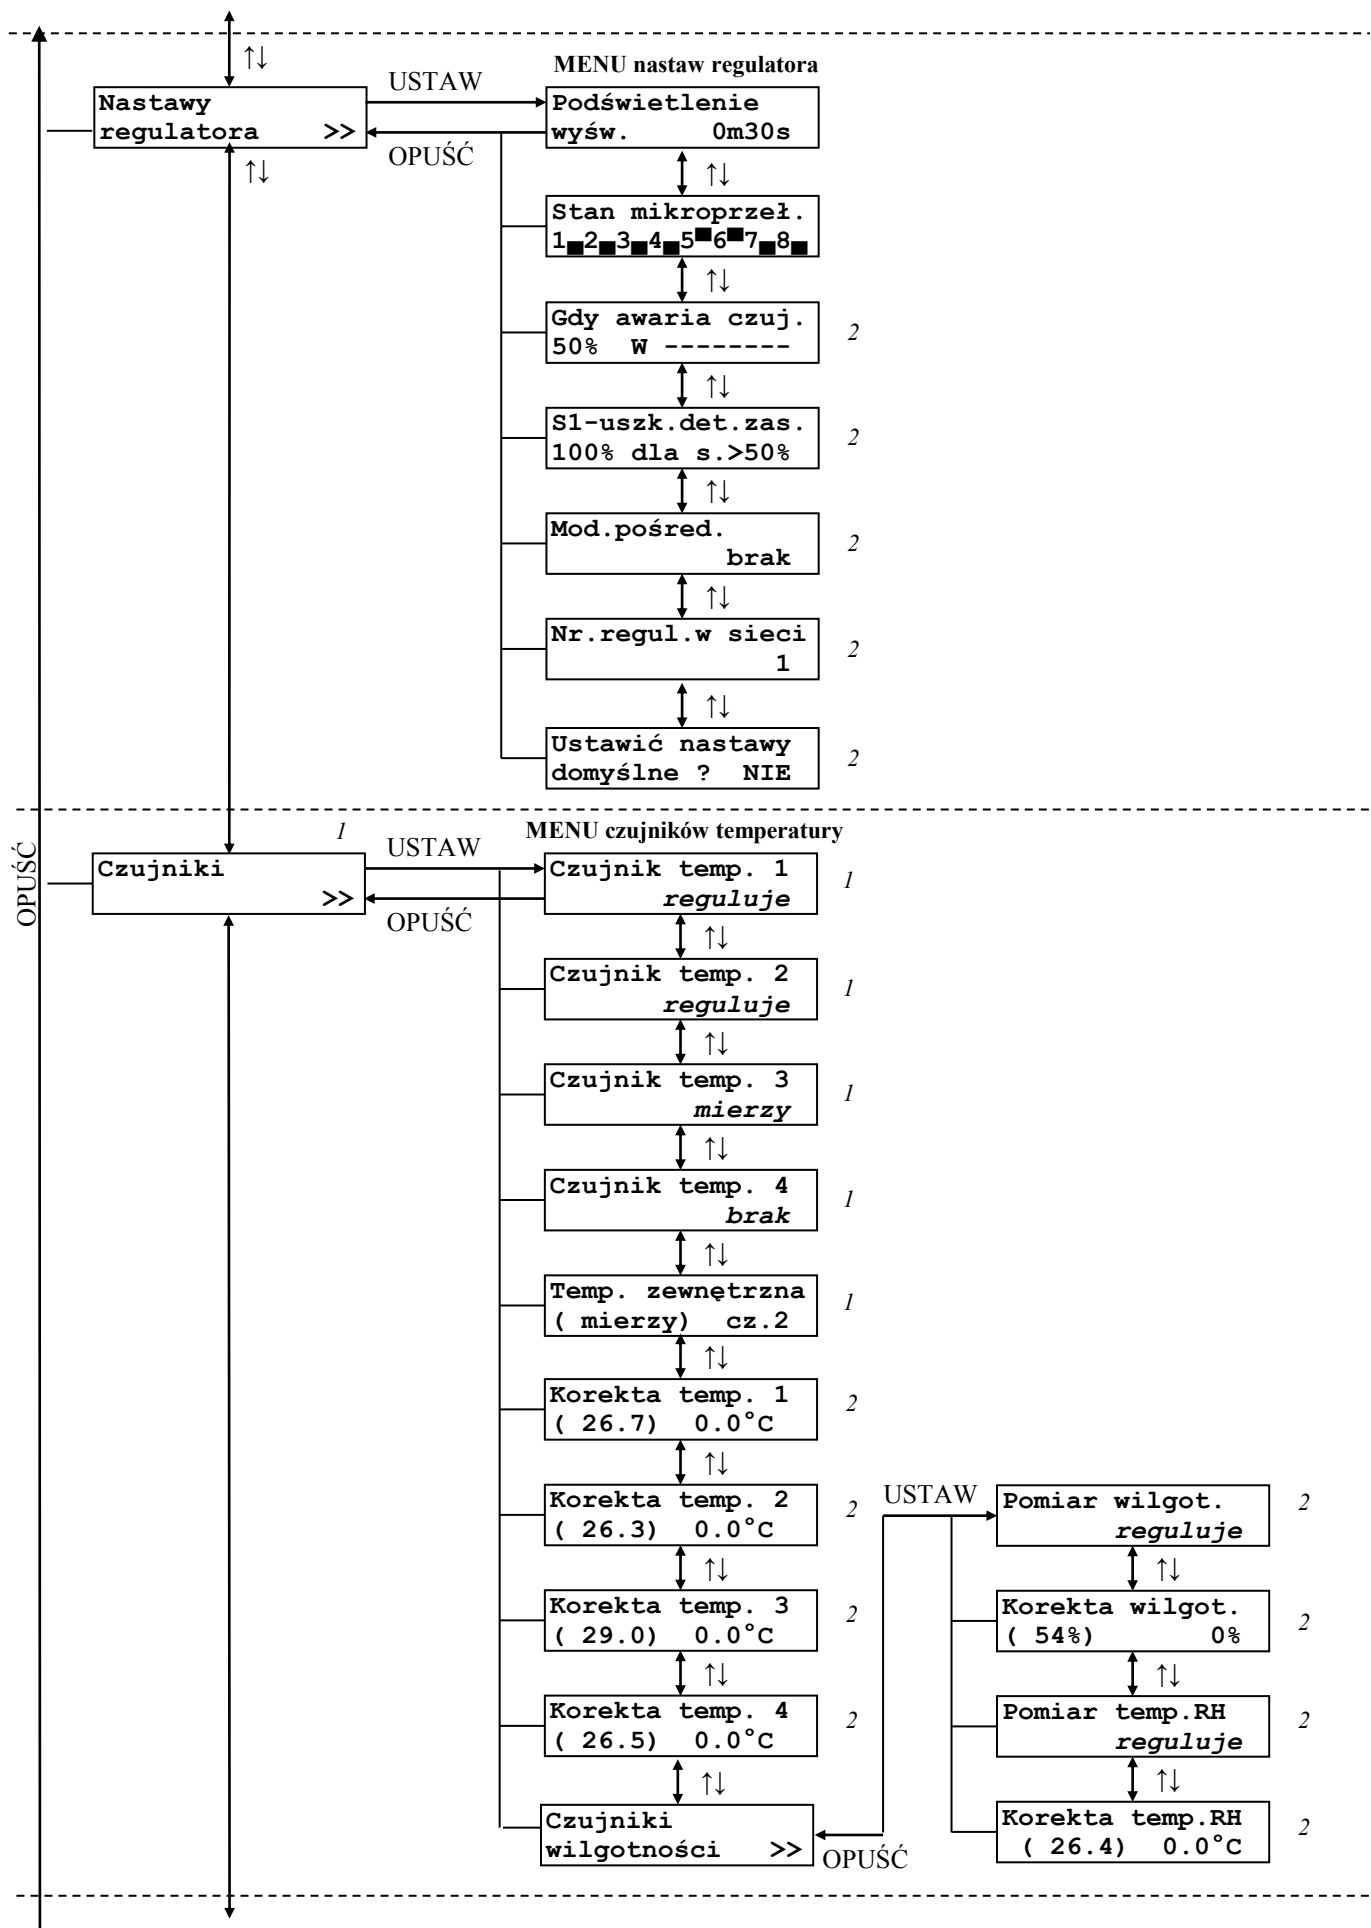 ↑↓
MENU nastaw regulatora
USTAW
Nastawy
regulatora >>
OPUŚĆ
↑↓
Podświetlenie
wyśw. 0m30s
↑↓
Stan mikroprzeł.
1▄2▄3▄4▄5▀6▀7▄8▄
↑↓
Gdy awaria czuj.
50% W --------
2
↑↓
S1-uszk.det.zas.
100% dla s.>50%
2
↑↓
Mod.pośred.
brak
2
↑↓
Nr.regul.w sieci
1
2
↑↓
Ustawić nastawy
domyślne ? NIE
2
OPUŚĆ
1
USTAW
MENU czujników temperatury
Czujniki
>>
OPUŚĆ
Czujnik temp. 1
reguluje
1
↑↓
Czujnik temp. 2
reguluje
1
↑↓
Czujnik temp. 3
mierzy
1
↑↓
Czujnik temp. 4
brak
1
↑↓
Temp. zewnętrzna
( mierzy) cz.2
1
↑↓
Korekta temp. 1
( 26.7) 0.0°C
2
↑↓
Korekta temp. 2
( 26.3) 0.0°C
2
↑↓
Korekta temp. 3
( 29.0) 0.0°C
2
↑↓
Korekta temp. 4
( 26.5) 0.0°C
2
↑↓
Czujniki
wilgotności >>
OPUŚĆ
USTAW
Pomiar wilgot.
reguluje
2
↑↓
Korekta wilgot.
( 54%) 0%
2
↑↓
Pomiar temp.RH
reguluje
2
↑↓
Korekta temp.RH
( 26.4) 0.0°C
2